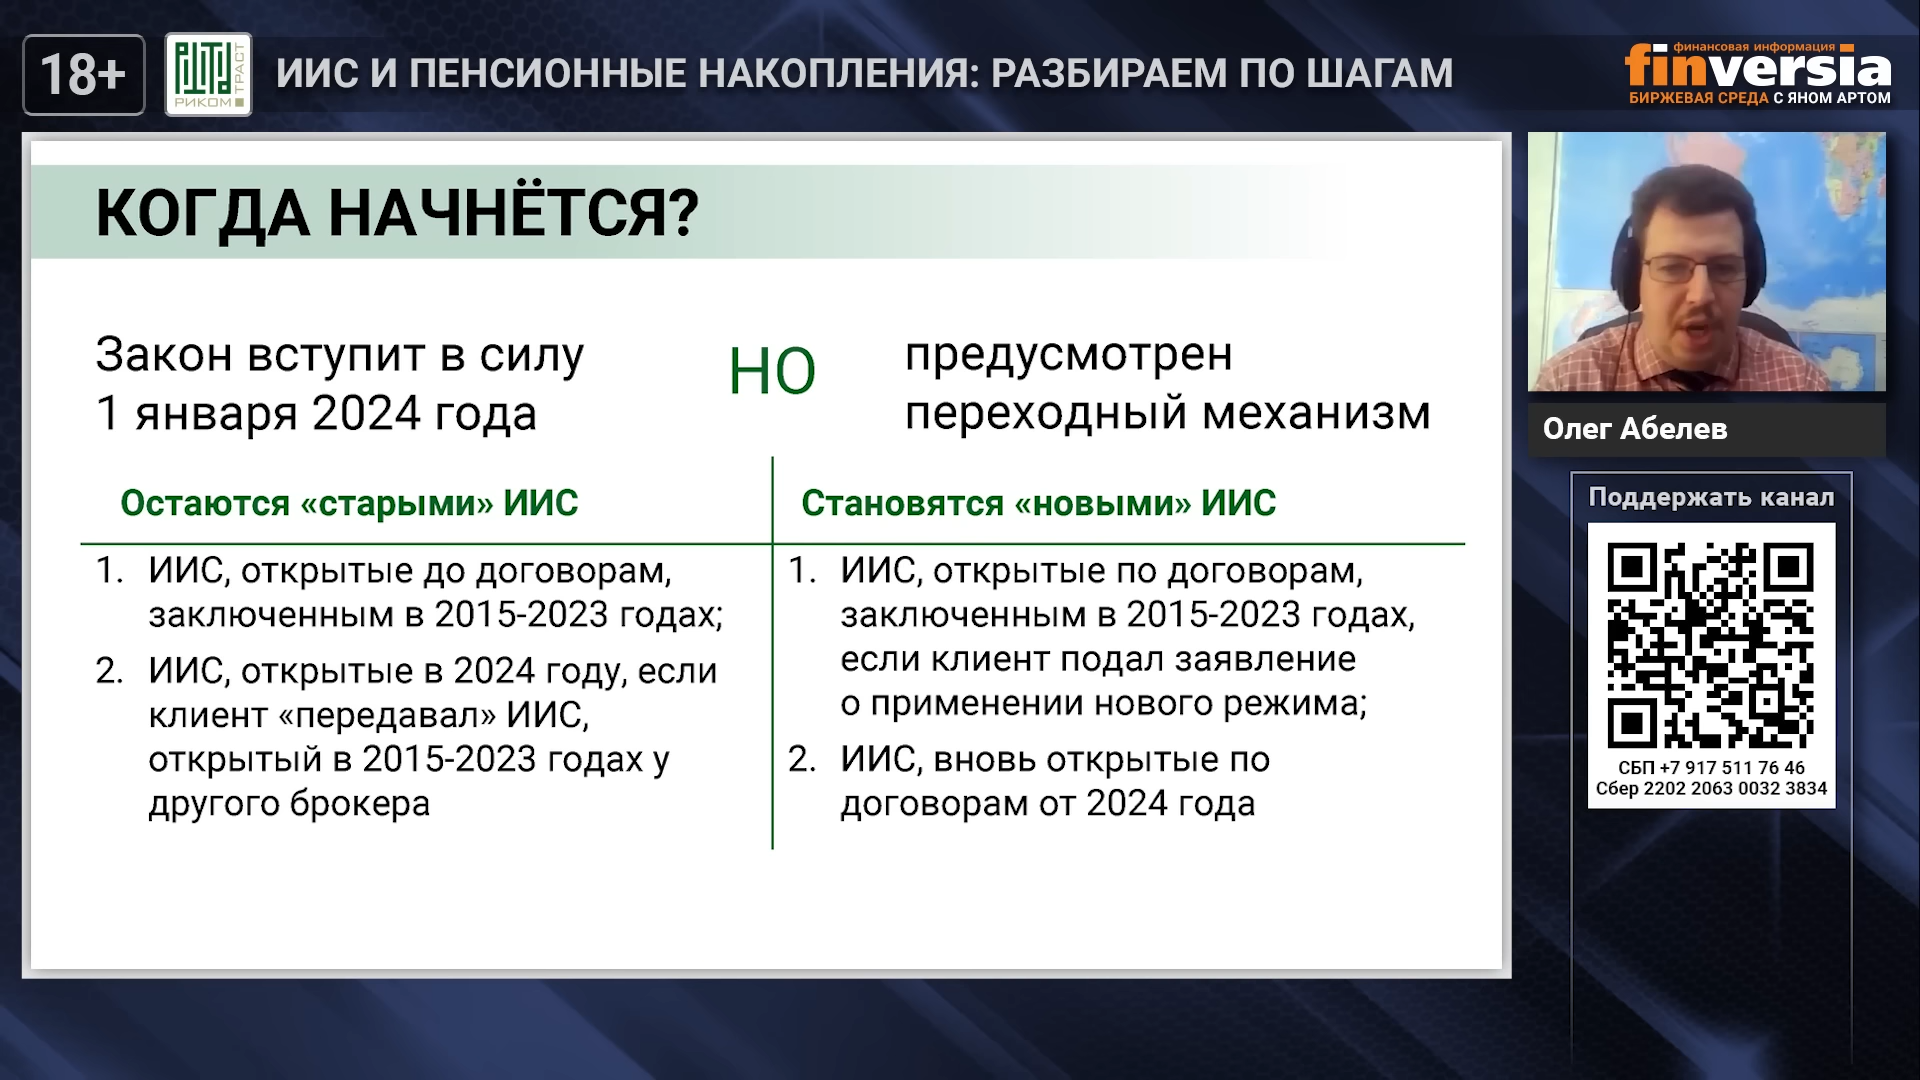 18+
РИКОМ
ТРАСТ
ИИС И ПЕНСИОННЫЕ НАКОПЛЕНИЯ: РАЗБИРАЕМ ПО ШАГАМ
финансовая информация
finversia
БИРЖЕВАЯ СРЕДА С ЯНОМ АРТОМ
КОГДА НАЧНЁТСЯ?
Закон вступит в силу
1 января 2024 года
НО
предусмотрен
переходный механизм
Остаются «старыми» ИИС
1. ИИС, открытые до договорам,
заключенным в 2015-2023 годах;
2. ИИС, открытые в 2024 году, если
клиент «передавал» ИИС,
открытый в 2015-2023 годах у
другого брокера
Становятся «новыми» ИИС
1. ИИС, открытые по договорам,
заключенным в 2015-2023 годах,
если клиент подал заявление
о применении нового режима;
2. ИИС, вновь открытые по
договорам от 2024 года
Олег Абелев
Поддержать канал
СБП +7 917 511 76 46
Сбер 2202 2063 0032 3834